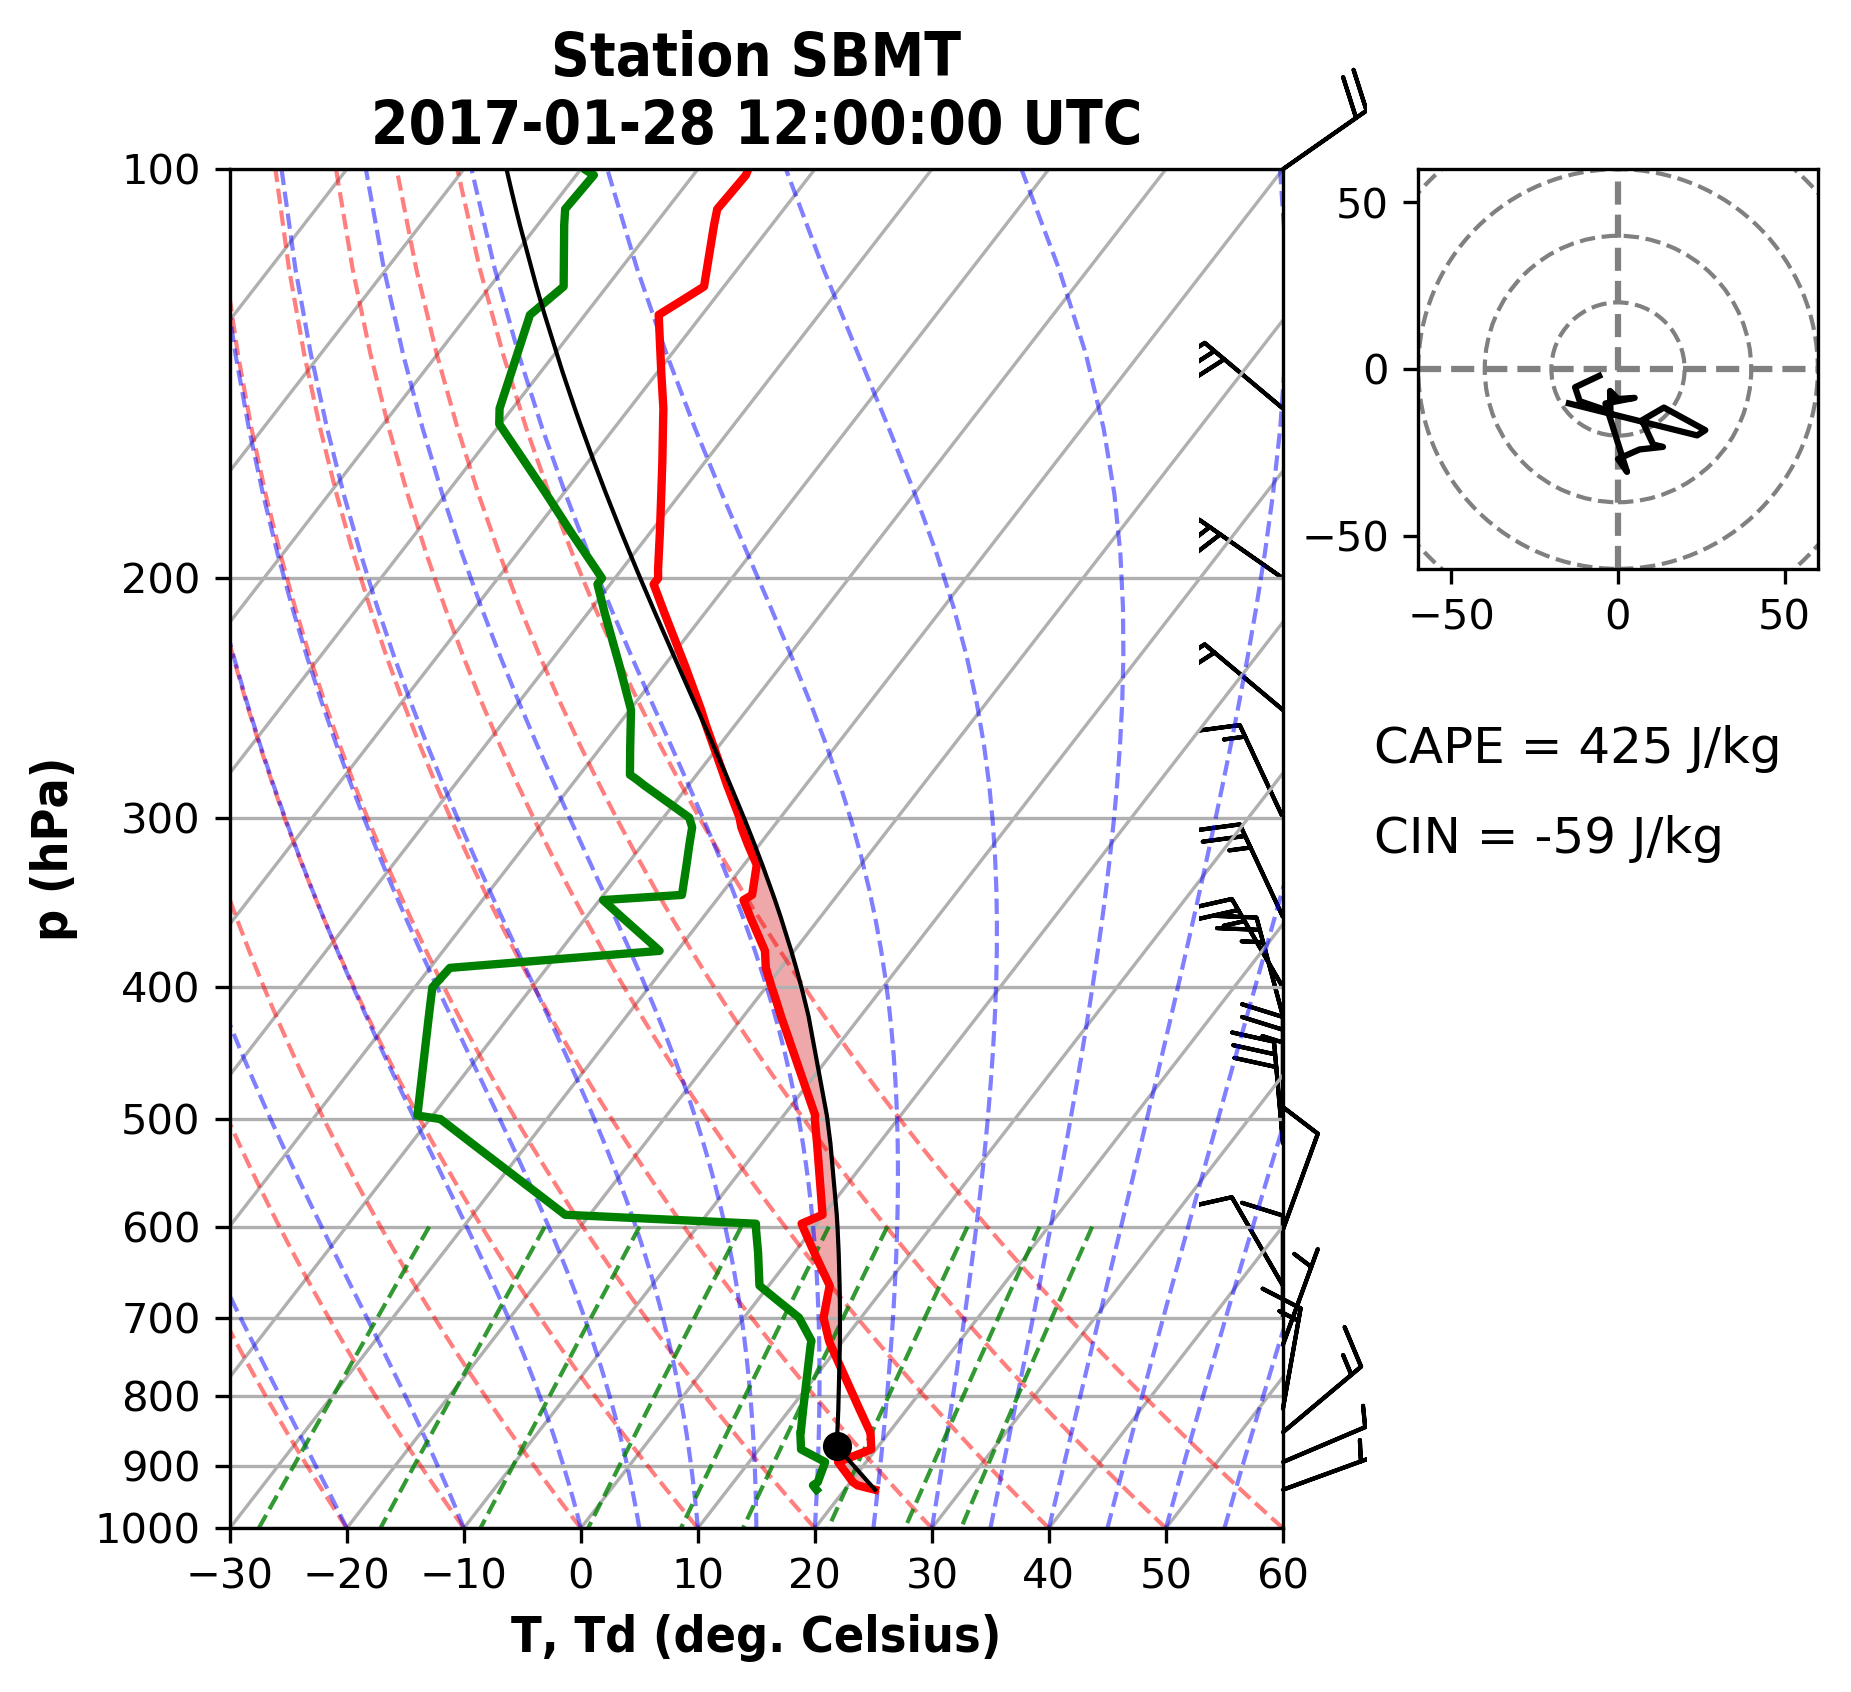 Station SBMT
2017-01-28 12:00:00 UTC
100
200
300
400
500
600
700
800
900
1000
p (hPa)
−30 −20 −10 0 10 20 30 40 50 60
T, Td (deg. Celsius)
50
0
−50
−50 0 50
CAPE = 425 J/kg
CIN = -59 J/kg